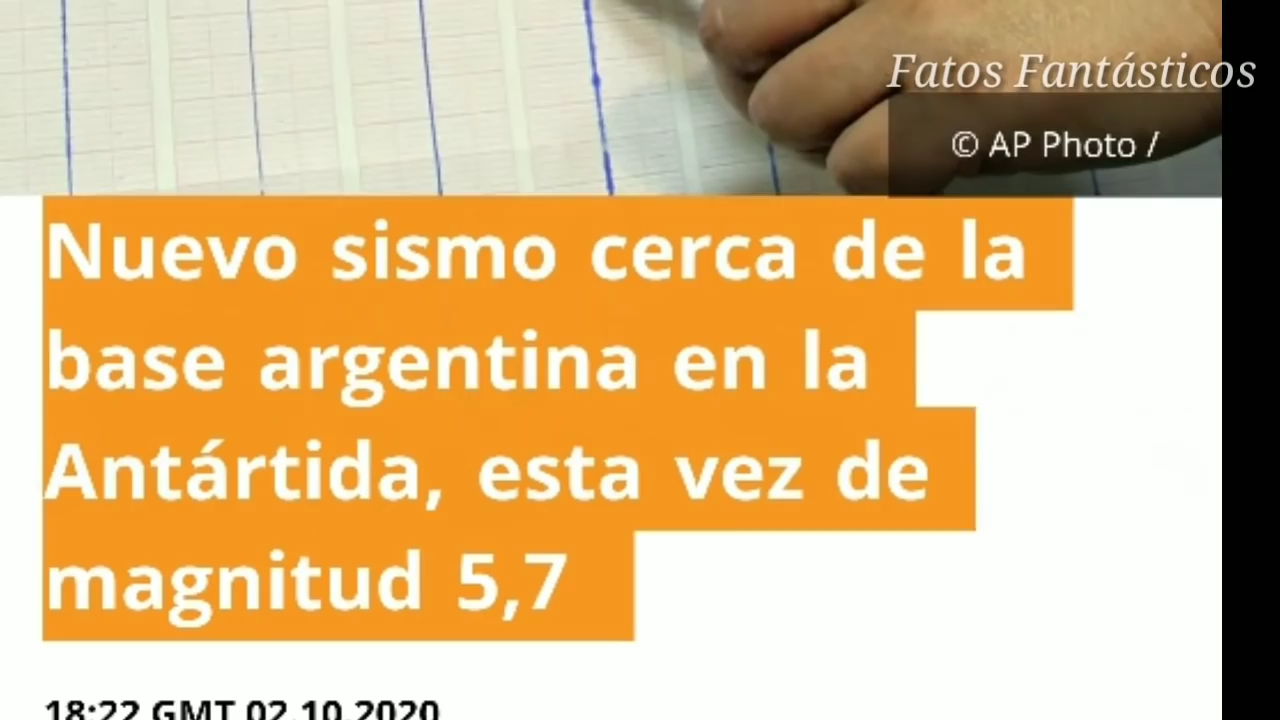 Fatos Fantásticos
© AP Photo /
Nuevo sismo cerca de la
base argentina en la
Antártida, esta vez de
magnitud 5,7
18:22 GMT 02.10.2020